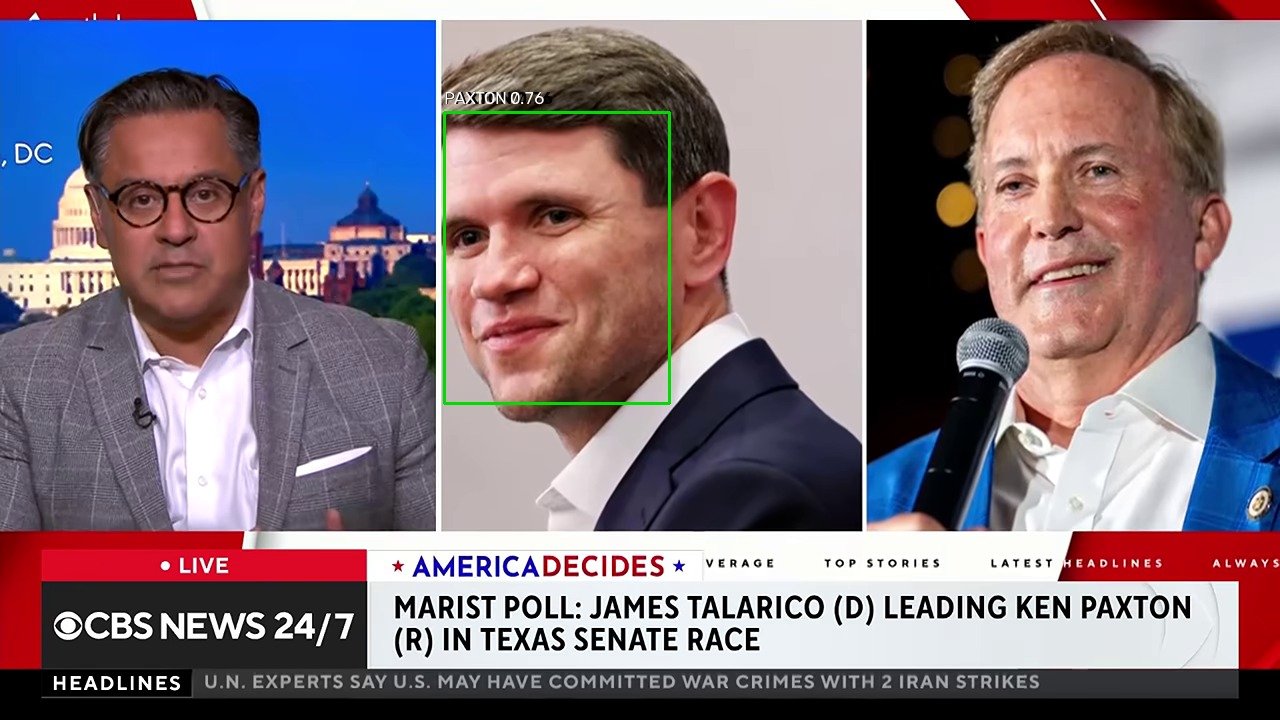 , DC
PAXTON 0.76
LIVE
AMERICADECIDES
VERAGE TOP STORIES LATEST HEADLINES ALWAYS
CBS NEWS 24/7
MARIST POLL: JAMES TALARICO (D) LEADING KEN PAXTON
(R) IN TEXAS SENATE RACE
HEADLINES
U.N. EXPERTS SAY U.S. MAY HAVE COMMITTED WAR CRIMES WITH 2 IRAN STRIKES